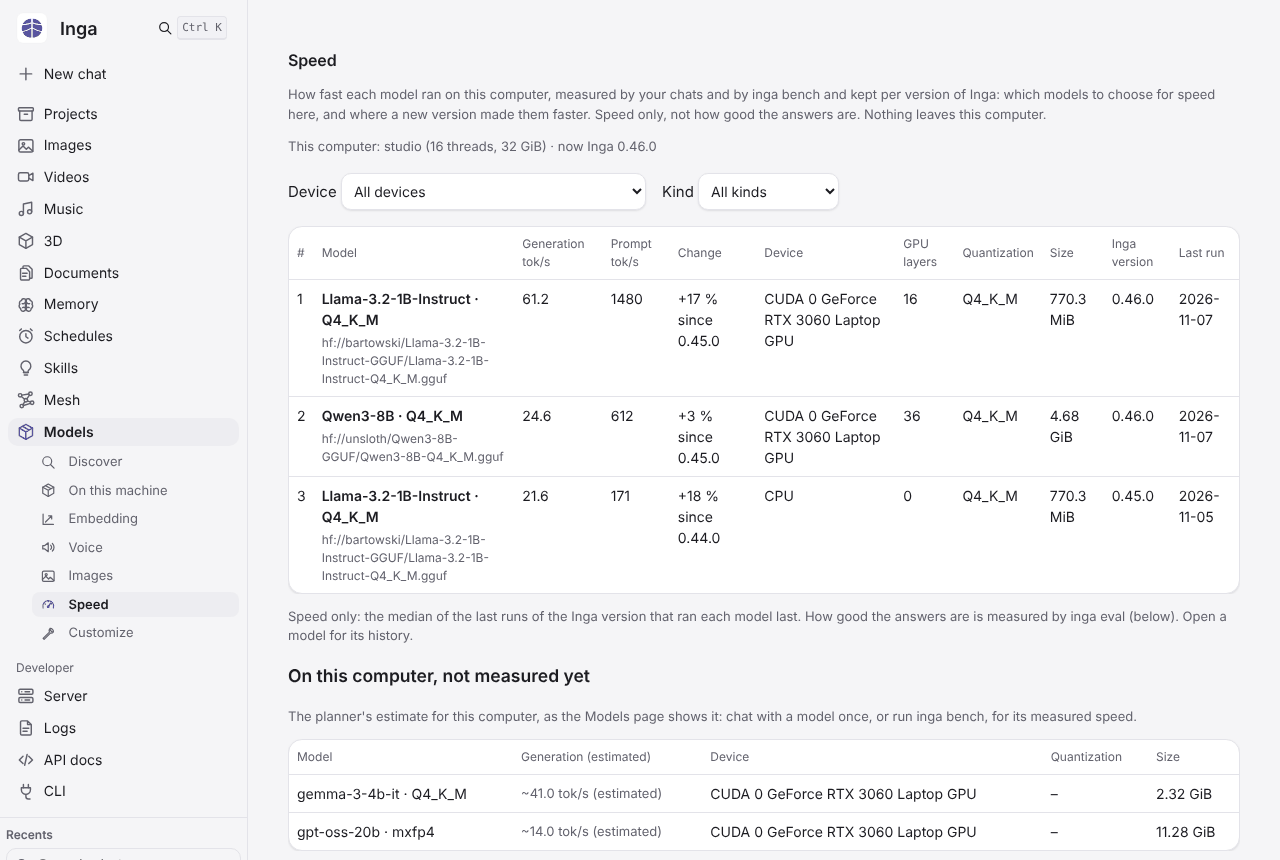 Inga
Ctrl K
New chat
Projects
Images
Videos
Music
3D
Documents
Memory
Schedules
Skills
Mesh
Models
Discover
On this machine
Embedding
Voice
Images
Speed
Customize
Developer
Server
Logs
API docs
CLI
Recents
Speed
How fast each model ran on this computer, measured by your chats and by inga bench and kept per version of Inga: which models to choose for speed
here, and where a new version made them faster. Speed only, not how good the answers are. Nothing leaves this computer.
This computer: studio (16 threads, 32 GiB) · now Inga 0.46.0
Device All devices Kind All kinds
# Model Generation tok/s Prompt tok/s Change Device GPU layers Quantization Size Inga version Last run
1 Llama-3.2-1B-Instruct · 61.2 1480 +17 % CUDA 0 GeForce 16 Q4_K_M 770.3 0.46.0 2026-
Q4_K_M since RTX 3060 Laptop MiB 11-07
hf://bartowski/Llama-3.2-1B- 0.45.0 GPU
Instruct-GGUF/Llama-3.2-1B-
Instruct-Q4_K_M.gguf
2 Qwen3-8B · Q4_K_M 24.6 612 +3 % CUDA 0 GeForce 36 Q4_K_M 4.68 0.46.0 2026-
hf://unsloth/Qwen3-8B- since RTX 3060 Laptop GiB 11-07
GGUF/Qwen3-8B-Q4_K_M.gguf 0.45.0 GPU
3 Llama-3.2-1B-Instruct · 21.6 171 +18 % CPU 0 Q4_K_M 770.3 0.45.0 2026-
Q4_K_M since MiB 11-05
hf://bartowski/Llama-3.2-1B- 0.44.0
Instruct-GGUF/Llama-3.2-1B-
Instruct-Q4_K_M.gguf
Speed only: the median of the last runs of the Inga version that ran each model last. How good the answers are is measured by inga eval (below). Open a
model for its history.
On this computer, not measured yet
The planner's estimate for this computer, as the Models page shows it: chat with a model once, or run inga bench, for its measured speed.
Model Generation (estimated) Device Quantization Size
gemma-3-4b-it · Q4_K_M ~41.0 tok/s (estimated) CUDA 0 GeForce RTX 3060 Laptop GPU – 2.32 GiB
gpt-oss-20b · mxfp4 ~14.0 tok/s (estimated) CUDA 0 GeForce RTX 3060 Laptop GPU – 11.28 GiB